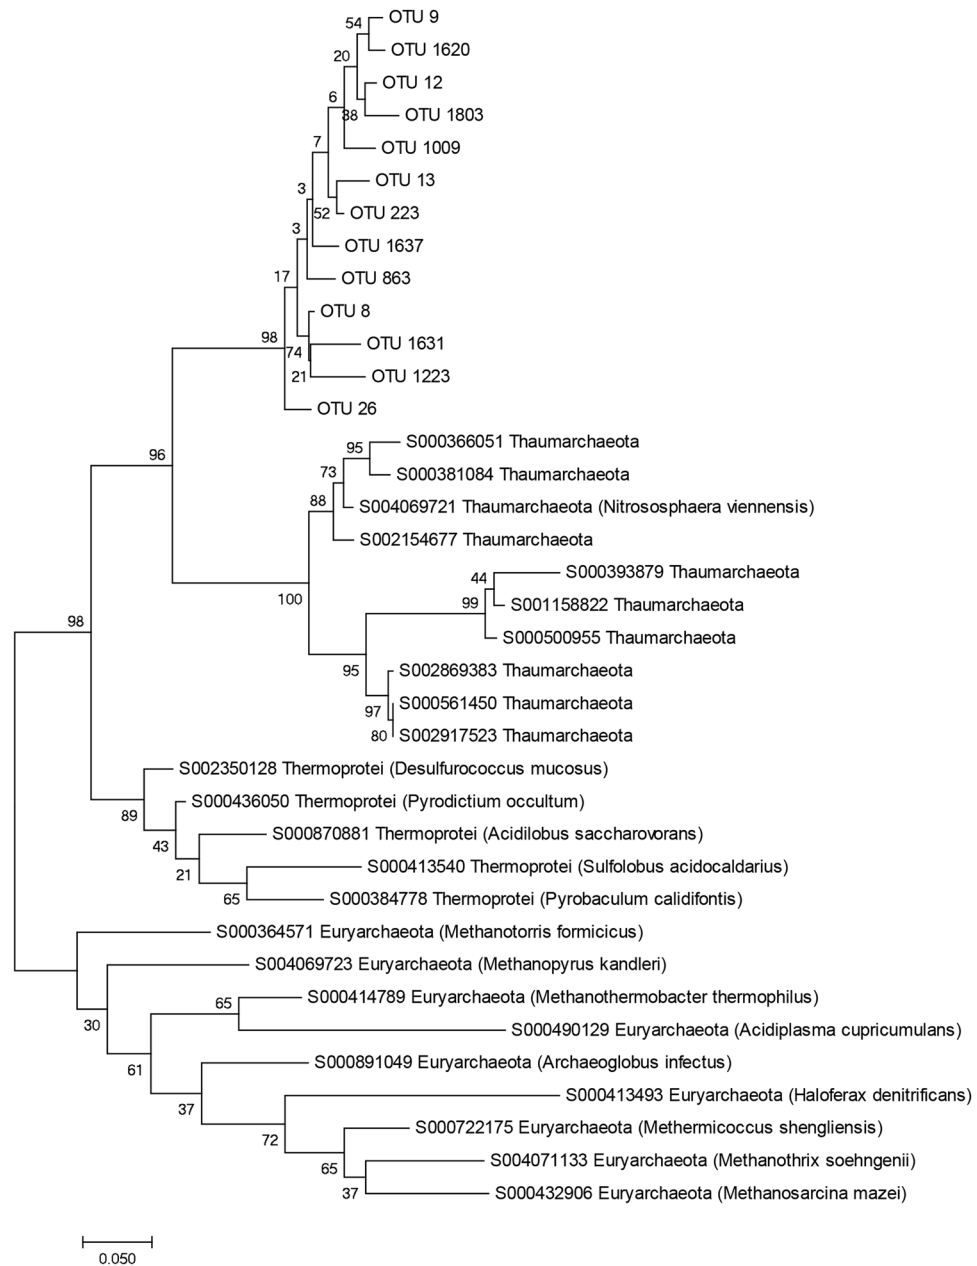 54
OTU 9
OTU 1620
20
OTU 12
38
OTU 1803
6
OTU 1009
7
OTU 13
52
OTU 223
3
OTU 1637
3
OTU 863
17
OTU 8
74
OTU 1631
21
OTU 1223
98
OTU 26
96
95
S000366051 Thaumarchaeota
S000381084 Thaumarchaeota
73
S004069721 Thaumarchaeota (Nitrososphaera viennensis)
88
S002154677 Thaumarchaeota
100
44
S000393879 Thaumarchaeota
99
S001158822 Thaumarchaeota
S000500955 Thaumarchaeota
95
S002869383 Thaumarchaeota
97
S000561450 Thaumarchaeota
80
S002917523 Thaumarchaeota
98
S002350128 Thermoprotei (Desulfurococcus mucosus)
89
S000436050 Thermoprotei (Pyrodictium occultum)
43
S000870881 Thermoprotei (Acidilobus saccharovorans)
21
S000413540 Thermoprotei (Sulfolobus acidocaldarius)
65
S000384778 Thermoprotei (Pyrobaculum calidifontis)
S000364571 Euryarchaeota (Methanotorris formicicus)
S004069723 Euryarchaeota (Methanopyrus kandleri)
30
65
S000414789 Euryarchaeota (Methanothermobacter thermophilus)
S000490129 Euryarchaeota (Acidiplasma cupricumulans)
61
S000891049 Euryarchaeota (Archaeoglobus infectus)
37
S000413493 Euryarchaeota (Haloferax denitrificans)
72
S000722175 Euryarchaeota (Methermicoccus shengliensis)
65
S004071133 Euryarchaeota (Methanothrix soehngenii)
37
S000432906 Euryarchaeota (Methanosarcina mazei)
0.050